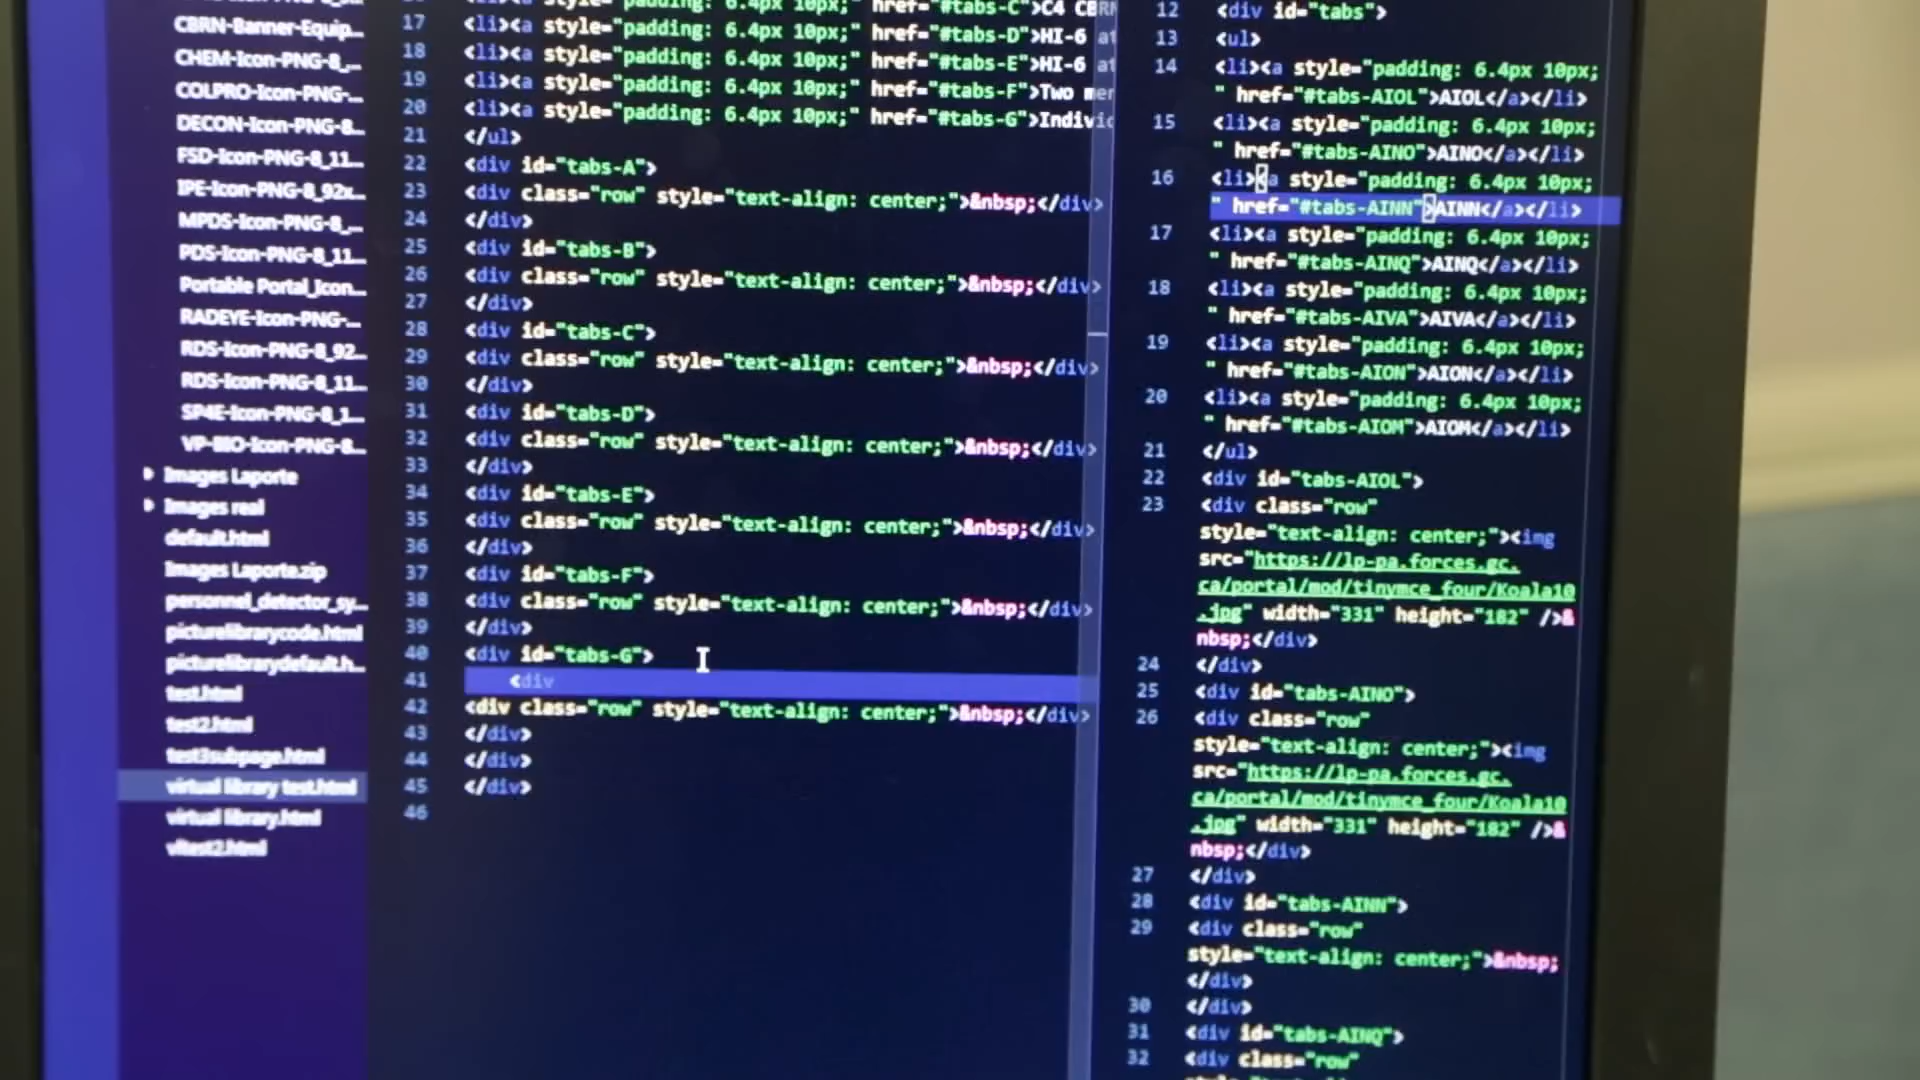 CBRN-Banner-Equip...
CHEM-Icon-PNG-8_...
COLPRO-Icon-PNG-...
DECON-Icon-PNG-8...
FSD-Icon-PNG-8_11...
IPE-Icon-PNG-8_92x...
MPDS-Icon-PNG-8_...
PDS-Icon-PNG-8_11...
Portable Portal_Icon...
RADEYE-Icon-PNG-...
RDS-Icon-PNG-8_92...
RDS-Icon-PNG-8_11...
SP4E-Icon-PNG-8_1...
VP-BIO-Icon-PNG-8...
Images Laporte
Images real
default.html
Images Laporte.zip
personnel_detector_sy...
picturelibrarycode.html
picturelibrarydefault.h...
test.html
test2.html
test3subpage.html
virtual library test.html
virtual library.html
vltest2.html
<li><a style="padding: 6.4px 10px;" href="#tabs-C">C4 CBRN
17 <li><a style="padding: 6.4px 10px;" href="#tabs-D">HI-6 at
18 <li><a style="padding: 6.4px 10px;" href="#tabs-E">HI-6 at
19 <li><a style="padding: 6.4px 10px;" href="#tabs-F">Two mer
20 <li><a style="padding: 6.4px 10px;" href="#tabs-G">Indivic
21 </ul>
22 <div id="tabs-A">
23 <div class="row" style="text-align: center;">&nbsp;</div>
24 </div>
25 <div id="tabs-B">
26 <div class="row" style="text-align: center;">&nbsp;</div>
27 </div>
28 <div id="tabs-C">
29 <div class="row" style="text-align: center;">&nbsp;</div>
30 </div>
31 <div id="tabs-D">
32 <div class="row" style="text-align: center;">&nbsp;</div>
33 </div>
34 <div id="tabs-E">
35 <div class="row" style="text-align: center;">&nbsp;</div>
36 </div>
37 <div id="tabs-F">
38 <div class="row" style="text-align: center;">&nbsp;</div>
39 </div>
40 <div id="tabs-G">
41 <div
42 <div class="row" style="text-align: center;">&nbsp;</div>
43 </div>
44 </div>
45 </div>
46
12 <div id="tabs">
13 <ul>
14 <li><a style="padding: 6.4px 10px;
" href="#tabs-AIOL">AIOL</a></li>
15 <li><a style="padding: 6.4px 10px;
" href="#tabs-AINO">AINO</a></li>
16 <li><a style="padding: 6.4px 10px;
" href="#tabs-AINN">AINN</a></li>
17 <li><a style="padding: 6.4px 10px;
" href="#tabs-AINQ">AINQ</a></li>
18 <li><a style="padding: 6.4px 10px;
" href="#tabs-AIVA">AIVA</a></li>
19 <li><a style="padding: 6.4px 10px;
" href="#tabs-AION">AION</a></li>
20 <li><a style="padding: 6.4px 10px;
" href="#tabs-AIOM">AIOM</a></li>
21 </ul>
22 <div id="tabs-AIOL">
23 <div class="row"
style="text-align: center;"><img
src="https://lp-pa.forces.gc.
ca/portal/mod/tinymce_four/Koala10
.jpg" width="331" height="182" />&
nbsp;</div>
24 </div>
25 <div id="tabs-AINO">
26 <div class="row"
style="text-align: center;"><img
src="https://lp-pa.forces.gc.
ca/portal/mod/tinymce_four/Koala10
.jpg" width="331" height="182" />&
nbsp;</div>
27 </div>
28 <div id="tabs-AINN">
29 <div class="row"
style="text-align: center;">&nbsp;
</div>
30 </div>
31 <div id="tabs-AINQ">
32 <div class="row"